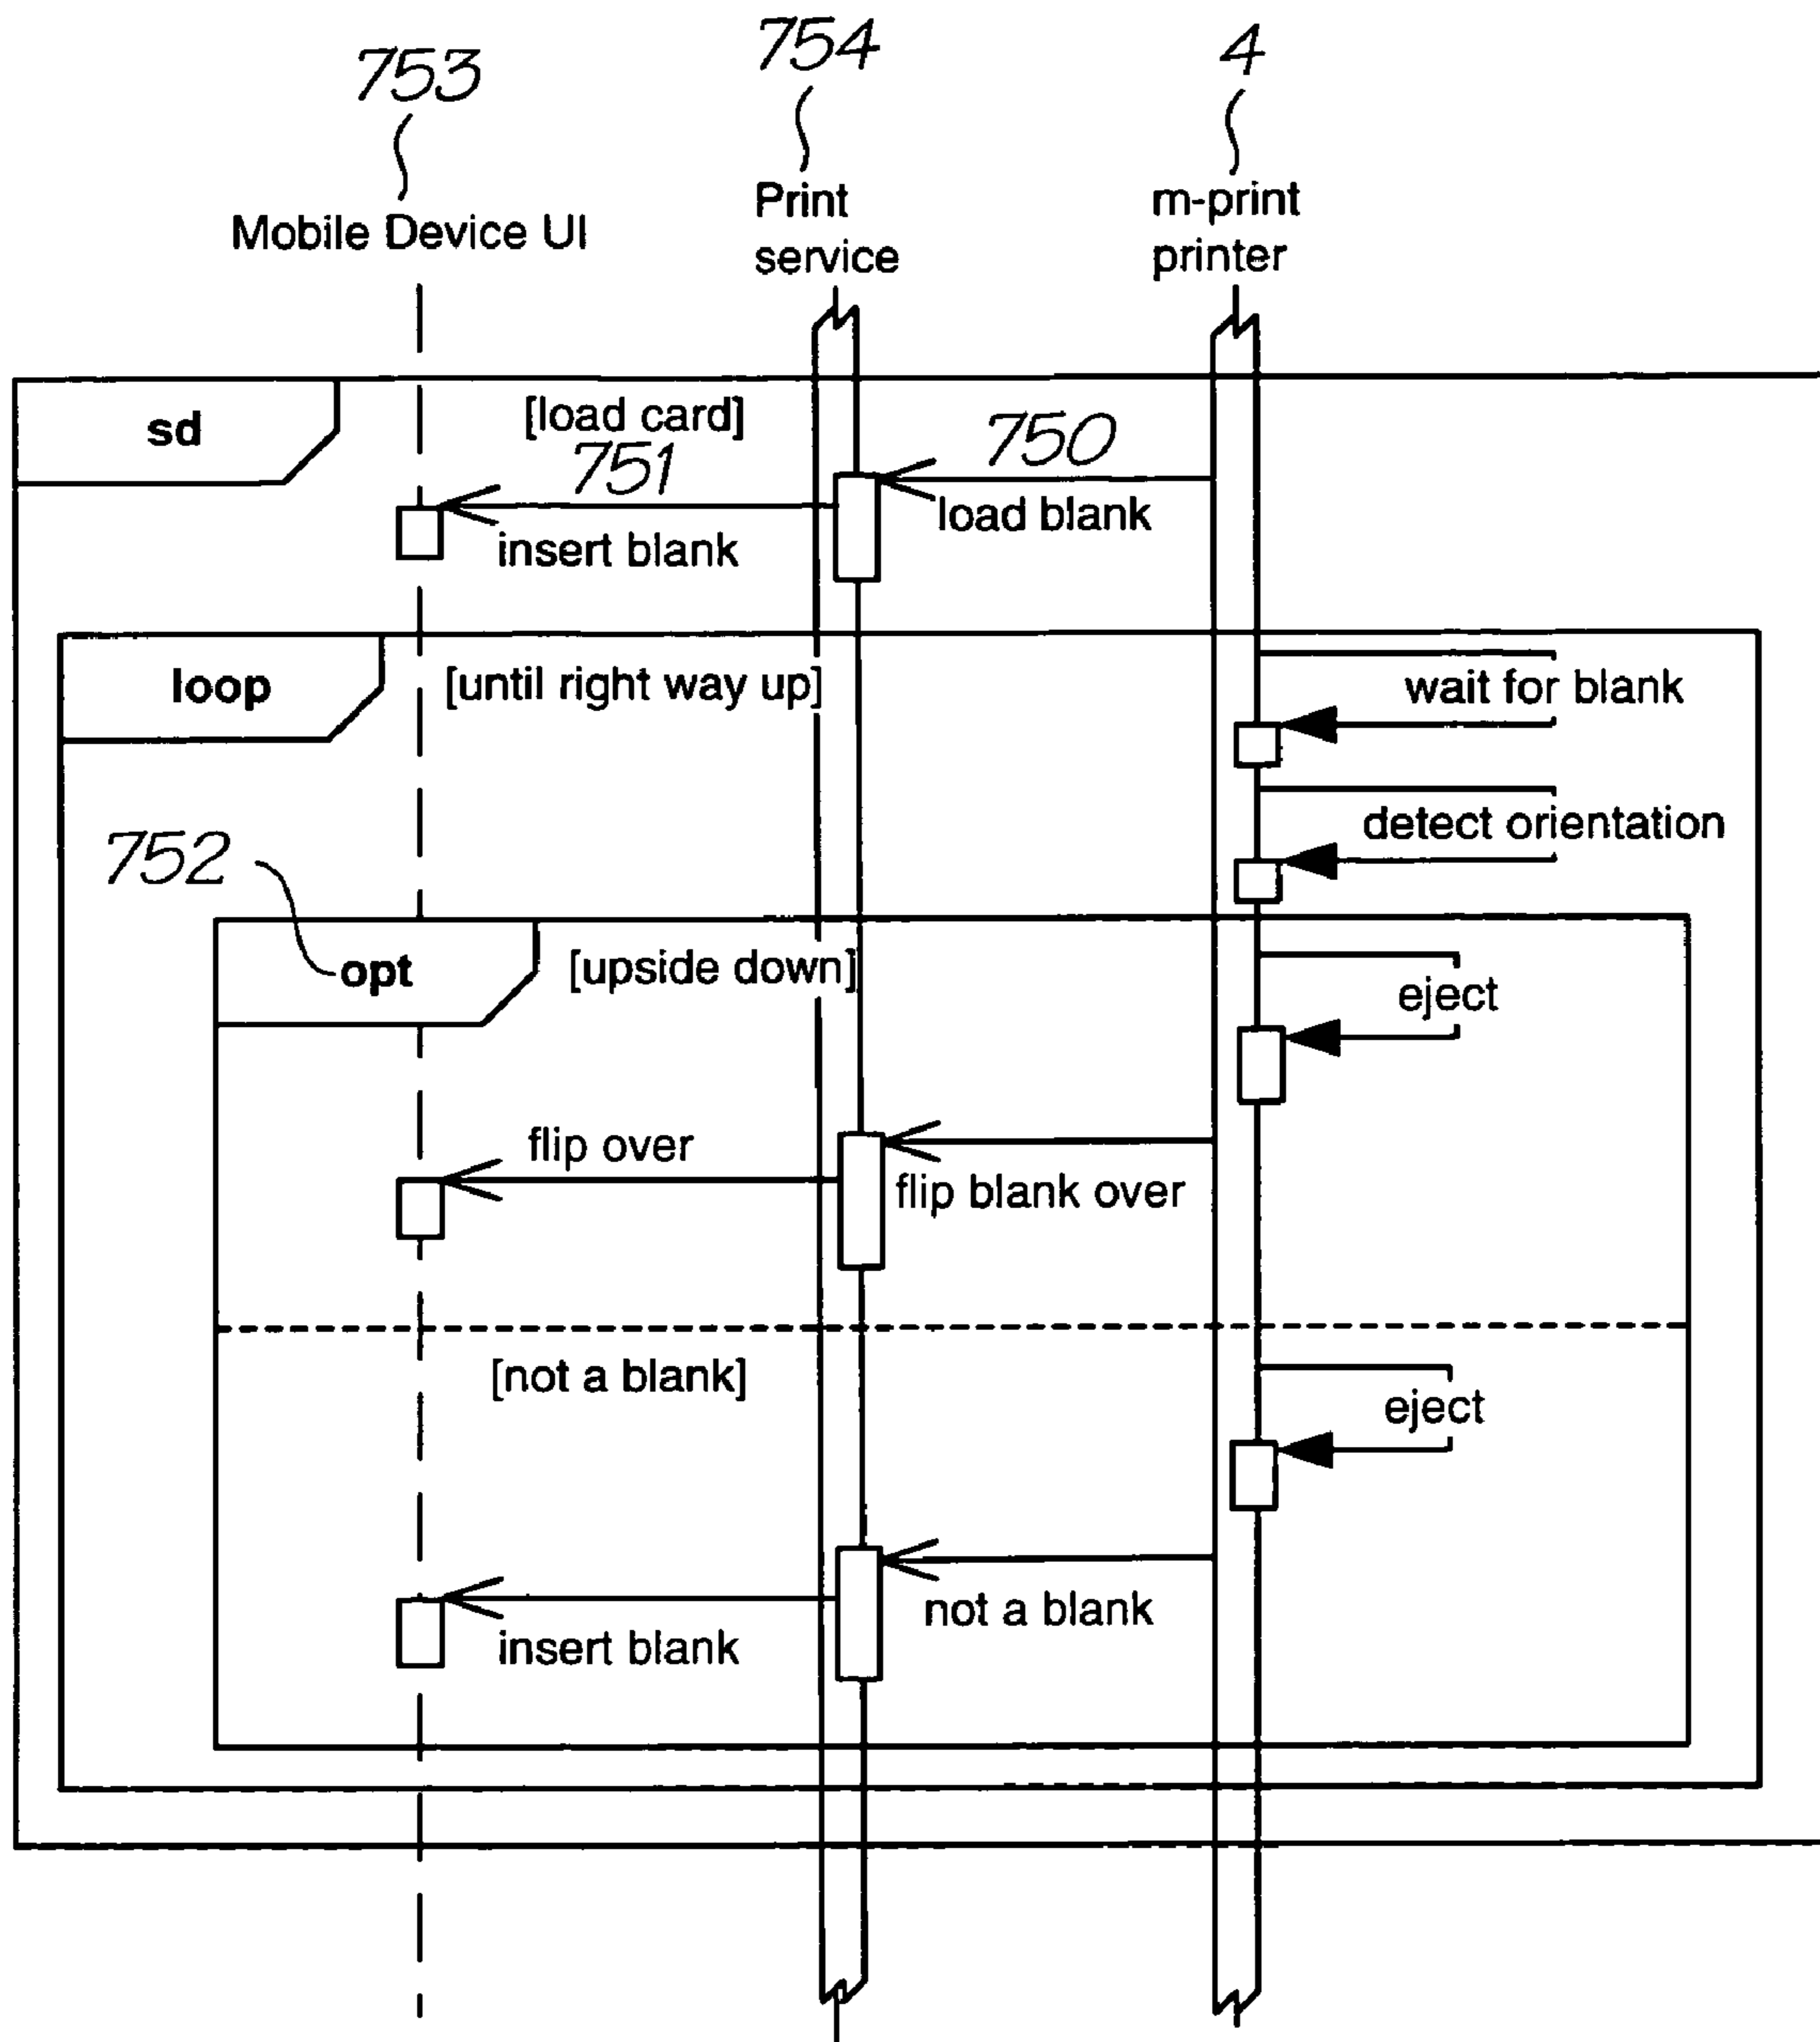 753
754
4
Mobile Device UI
Print
service
m-print
printer
sd
[load card]
751
750
insert blank
load blank
loop
[until right way up]
wait for blank
detect orientation
752
opt
[upside down]
eject
flip over
flip blank over
[not a blank]
eject
not a blank
insert blank